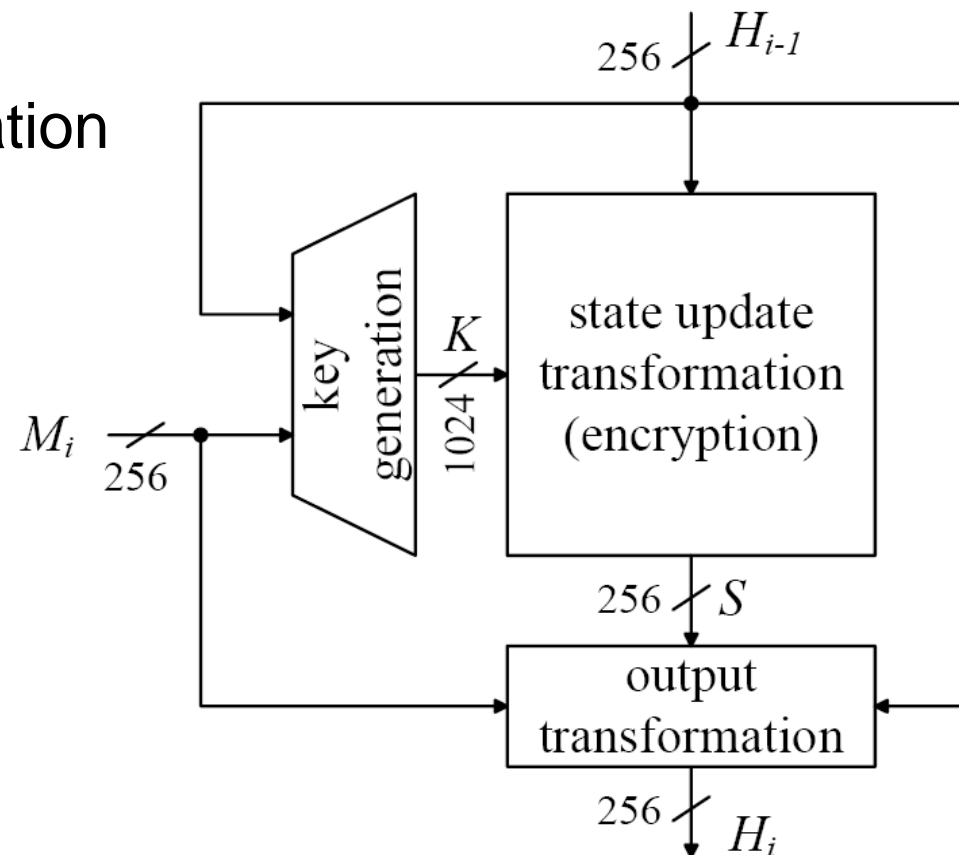 256
H_{i-1}
ation
key
generation
K
1024
state update
transformation
(encryption)
M_i
256
256
S
output
transformation
256
H_i